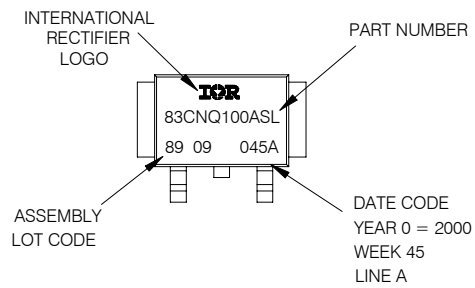 INTERNATIONAL
RECTIFIER
LOGO
PART NUMBER
IOR
83CNQ100ASL
89 09 045A
ASSEMBLY
LOT CODE
DATE CODE
YEAR 0 = 2000
WEEK 45
LINE A